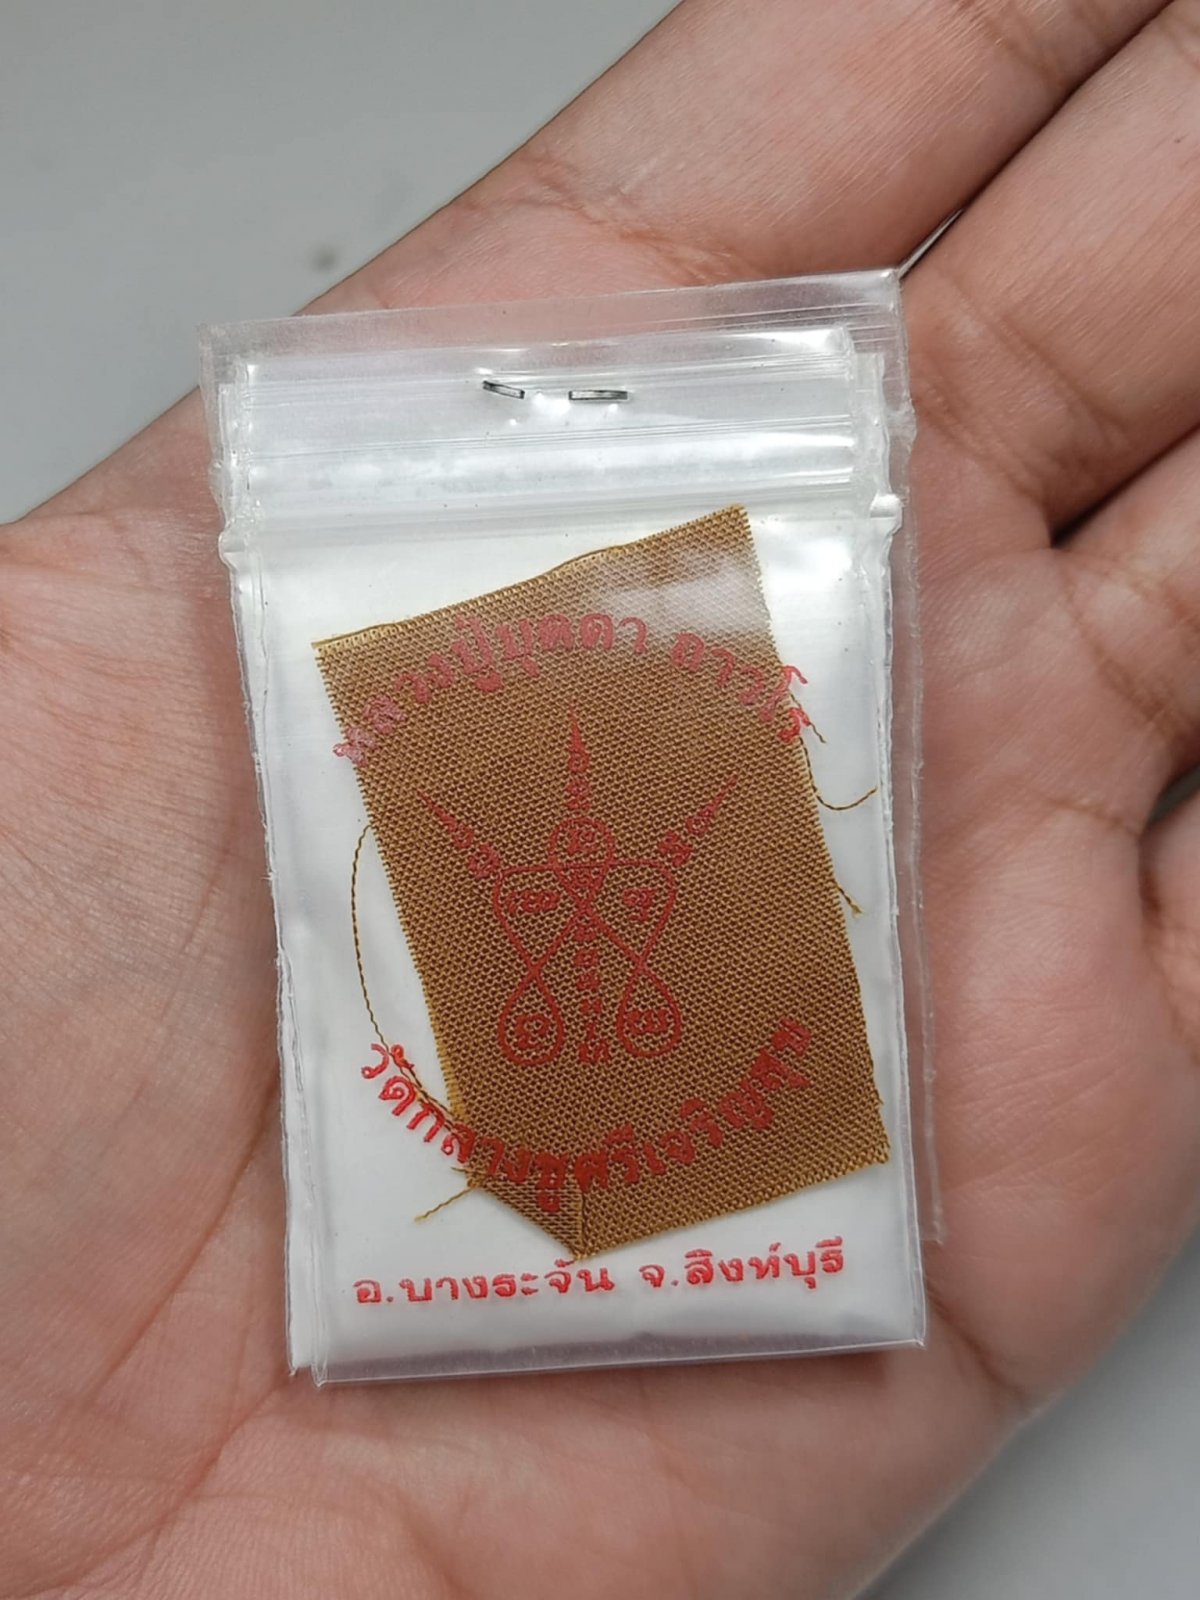 หลวงปู่บุดดา ถาวโร
วัดกลางชูศรีเจริญสุข
อ.บางระจัน จ.สิงห์บุรี